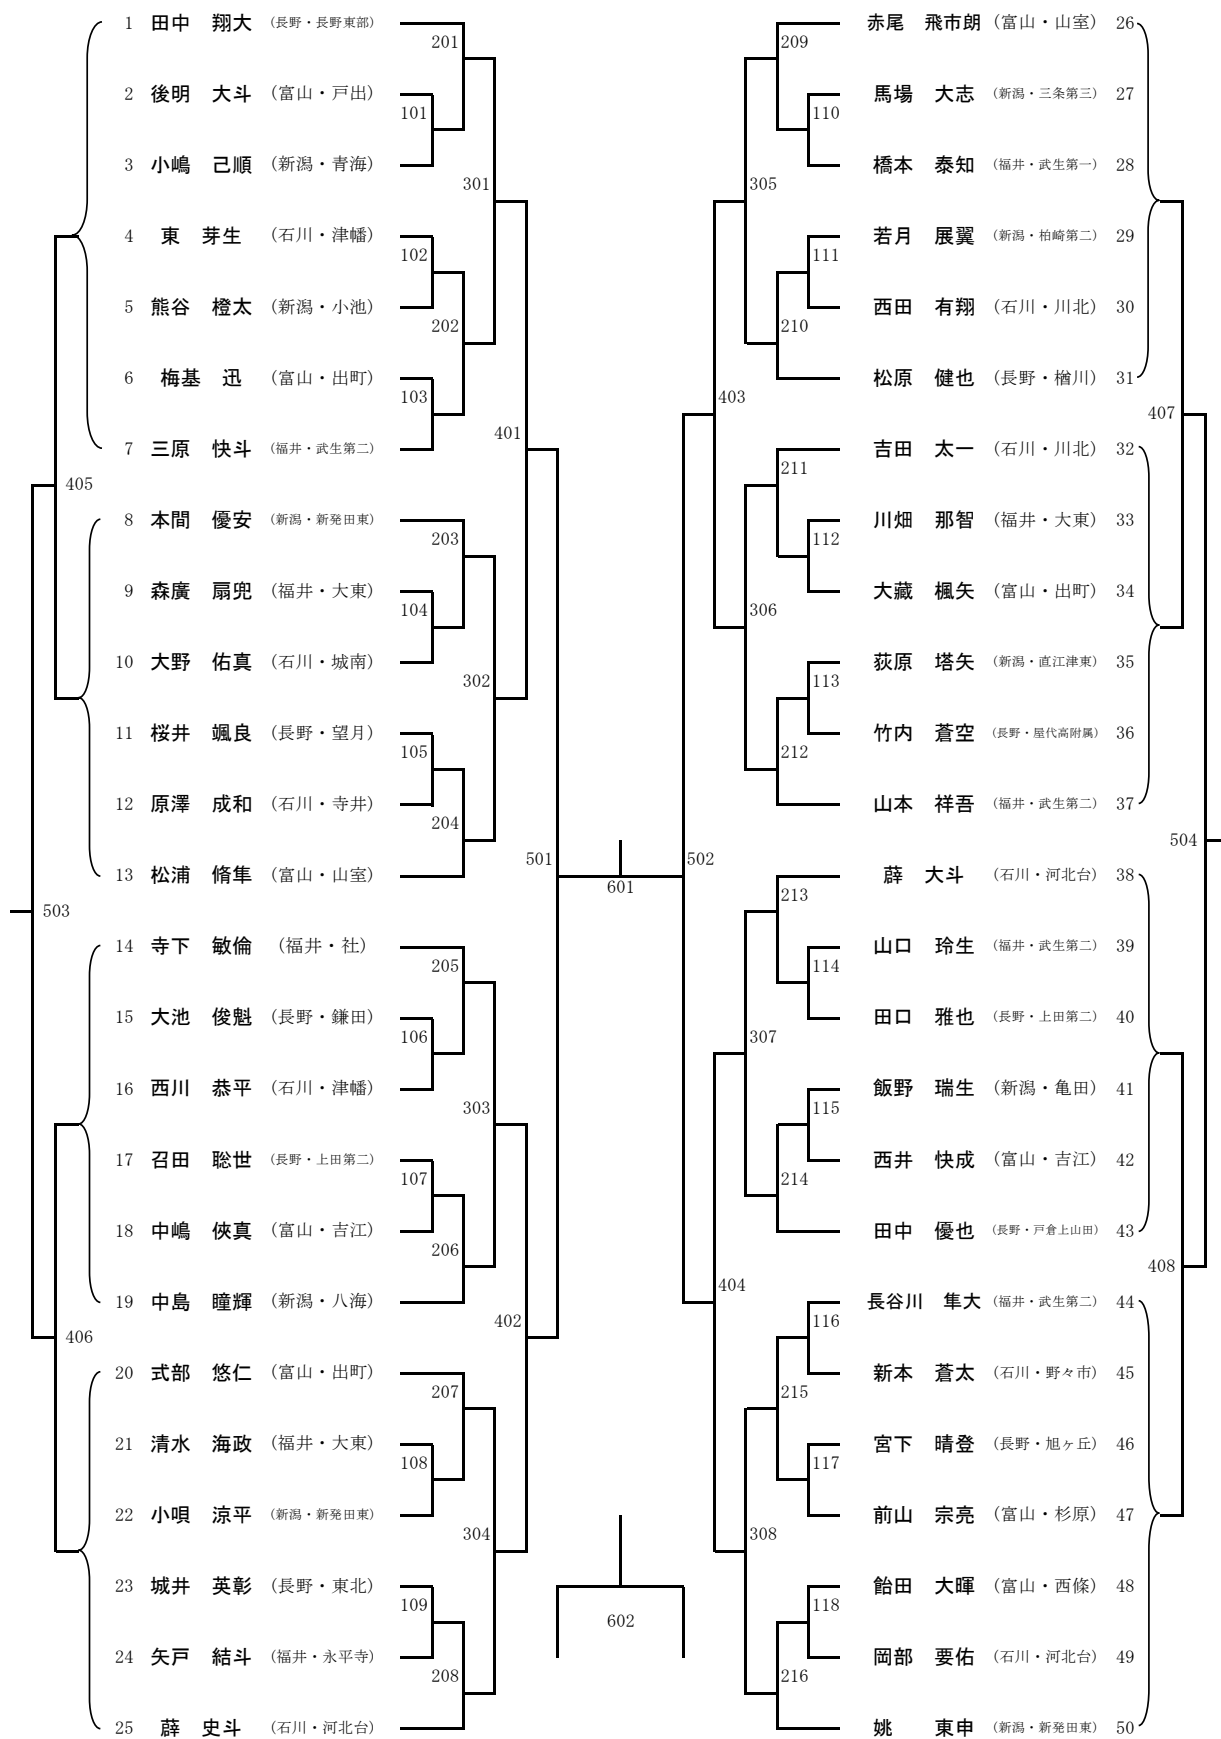 1 田中 翔大 (長野・長野東部)
2 後明 大斗 (富山・戸出)
3 小嶋 己順 (新潟・青海)
4 東 芽生 (石川・津幡)
5 熊谷 橙太 (新潟・小池)
6 梅基 迅 (富山・出町)
7 三原 快斗 (福井・武生第二)
8 本間 優安 (新潟・新発田東)
9 森廣 扇兜 (福井・大東)
10 大野 佑真 (石川・城南)
11 桜井 颯良 (長野・望月)
12 原澤 成和 (石川・寺井)
13 松浦 脩隼 (富山・山室)
14 寺下 敏倫 (福井・社)
15 大池 俊魁 (長野・鎌田)
16 西川 恭平 (石川・津幡)
17 召田 聡世 (長野・上田第二)
18 中嶋 俠真 (富山・吉江)
19 中島 瞳輝 (新潟・八海)
20 式部 悠仁 (富山・出町)
21 清水 海政 (福井・大東)
22 小唄 涼平 (新潟・新発田東)
23 城井 英彰 (長野・東北)
24 矢戸 結斗 (福井・永平寺)
25 薛 史斗 (石川・河北台)
405
503
406
201
101
102
202
103
203
104
105
204
205
106
107
206
207
108
109
208
301
302
303
304
401
402
501
601
602
502
403
404
305
306
307
308
209
110
111
210
211
112
113
212
213
114
115
214
116
215
117
118
216
赤尾 飛市朗 (富山・山室) 26
馬場 大志 (新潟・三条第三) 27
橋本 泰知 (福井・武生第一) 28
若月 展翼 (新潟・柏崎第二) 29
西田 有翔 (石川・川北) 30
松原 健也 (長野・楢川) 31
吉田 太一 (石川・川北) 32
川畑 那智 (福井・大東) 33
大藏 楓矢 (富山・出町) 34
荻原 塔矢 (新潟・直江津東) 35
竹内 蒼空 (長野・屋代高附属) 36
山本 祥吾 (福井・武生第二) 37
薛 大斗 (石川・河北台) 38
山口 玲生 (福井・武生第二) 39
田口 雅也 (長野・上田第二) 40
飯野 瑞生 (新潟・亀田) 41
西井 快成 (富山・吉江) 42
田中 優也 (長野・戸倉上山田) 43
長谷川 隼大 (福井・武生第二) 44
新本 蒼太 (石川・野々市) 45
宮下 晴登 (長野・旭ヶ丘) 46
前山 宗亮 (富山・杉原) 47
飴田 大暉 (富山・西條) 48
岡部 要佑 (石川・河北台) 49
姚 東申 (新潟・新発田東) 50
407
504
408